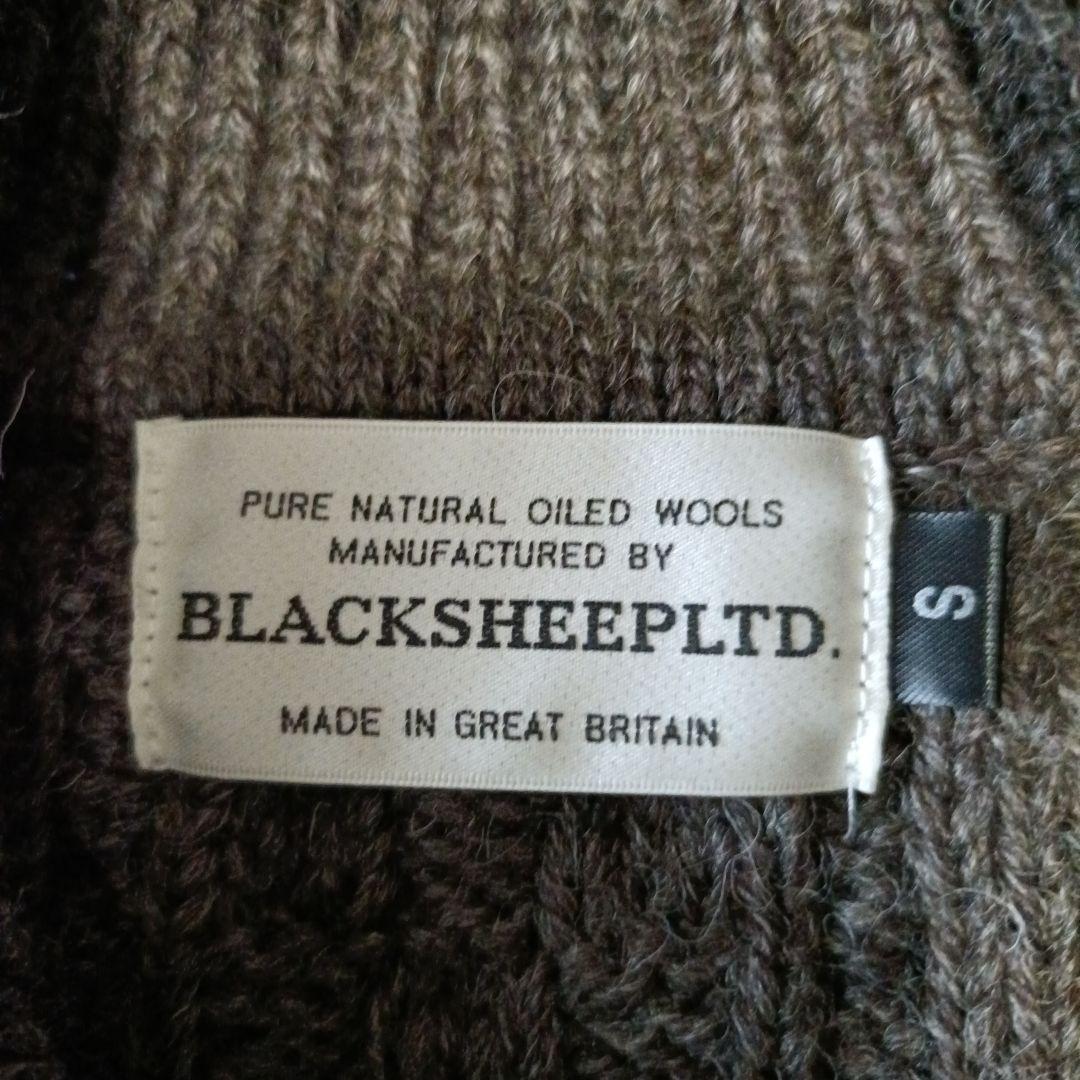 PURE NATURAL OILED WOOLS
MANUFACTURED BY
BLACKSHEEPLTD.
MADE IN GREAT BRITAIN
S